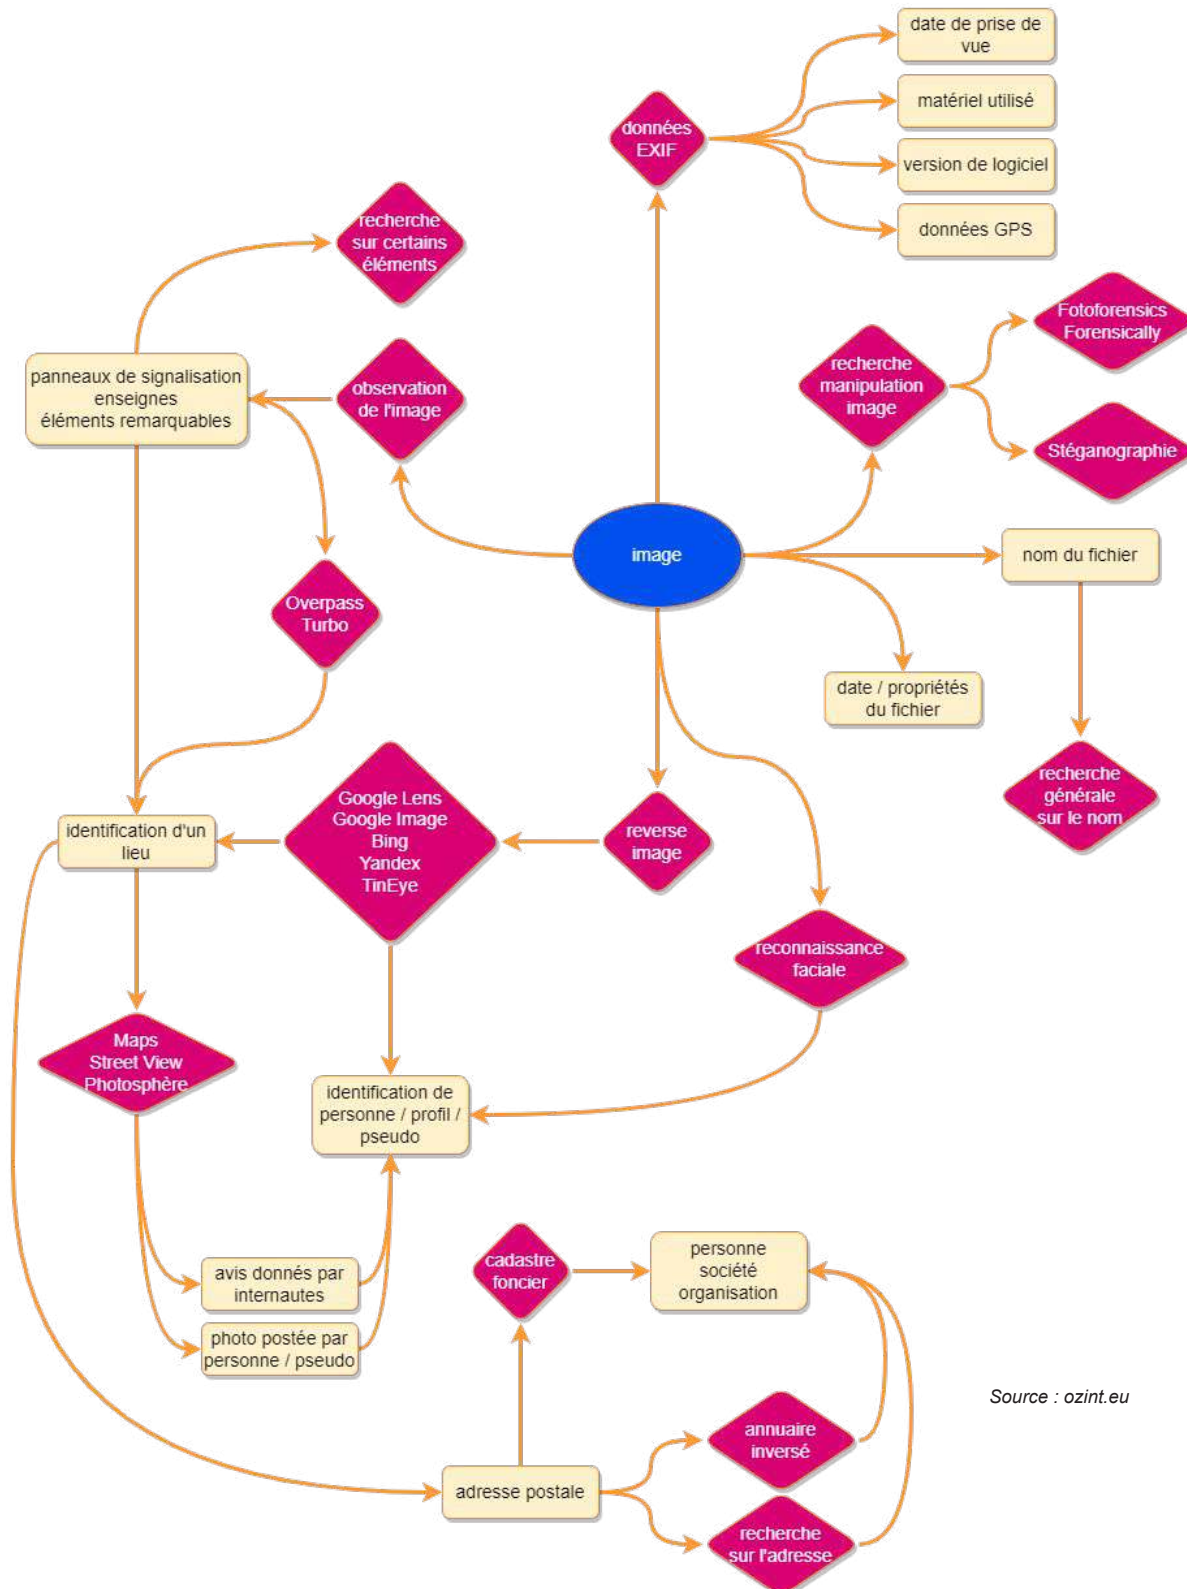 date de prise de
vue
données
EXIF
matériel utilisé
version de logiciel
données GPS
recherche
sur certains
éléments
Fotoforensics
Forensically
recherche
manipulation
image
panneaux de signalisation
enseignes
éléments remarquables
observation
de l'image
Stéganographie
image
nom du fichier
Overpass
Turbo
date / propriétés
du fichier
recherche
générale
sur le nom
Google Lens
Google Image
Bing
Yandex
TinEye
identification d'un
lieu
reverse
image
reconnaissance
faciale
Maps
Street View
Photosphère
identification de
personne / profil /
pseudo
cadastre
foncier
personne
société
organisation
avis donnés par
internautes
photo postée par
personne / pseudo
Source : ozint.eu
annuaire
inversé
adresse postale
recherche
sur l'adresse